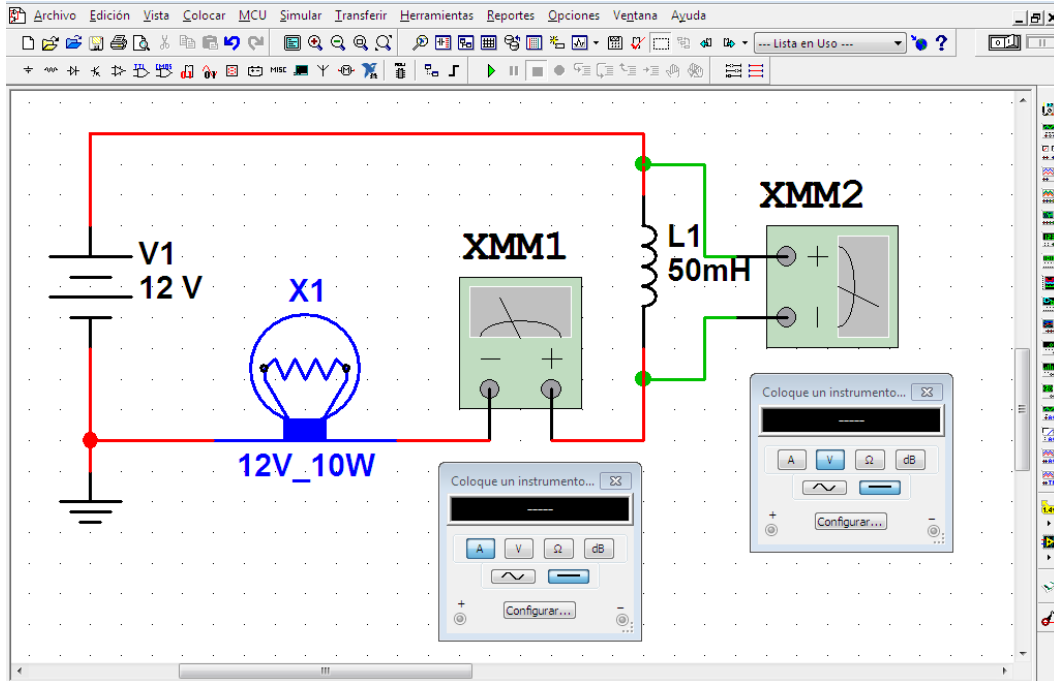 Archivo Edición Vista Colocar MCU Simular Transferir Herramientas Reportes Opciones Ventana Ayuda
--- Lista en Uso ---
MISC
XMM2
V1
12 V
X1
XMM1
L1
50mH
12V_10W
Coloque un instrumento...
-----
A V Ω dB
+ Configurar... -
Coloque un instrumento...
-----
A V Ω dB
+ Configurar... -